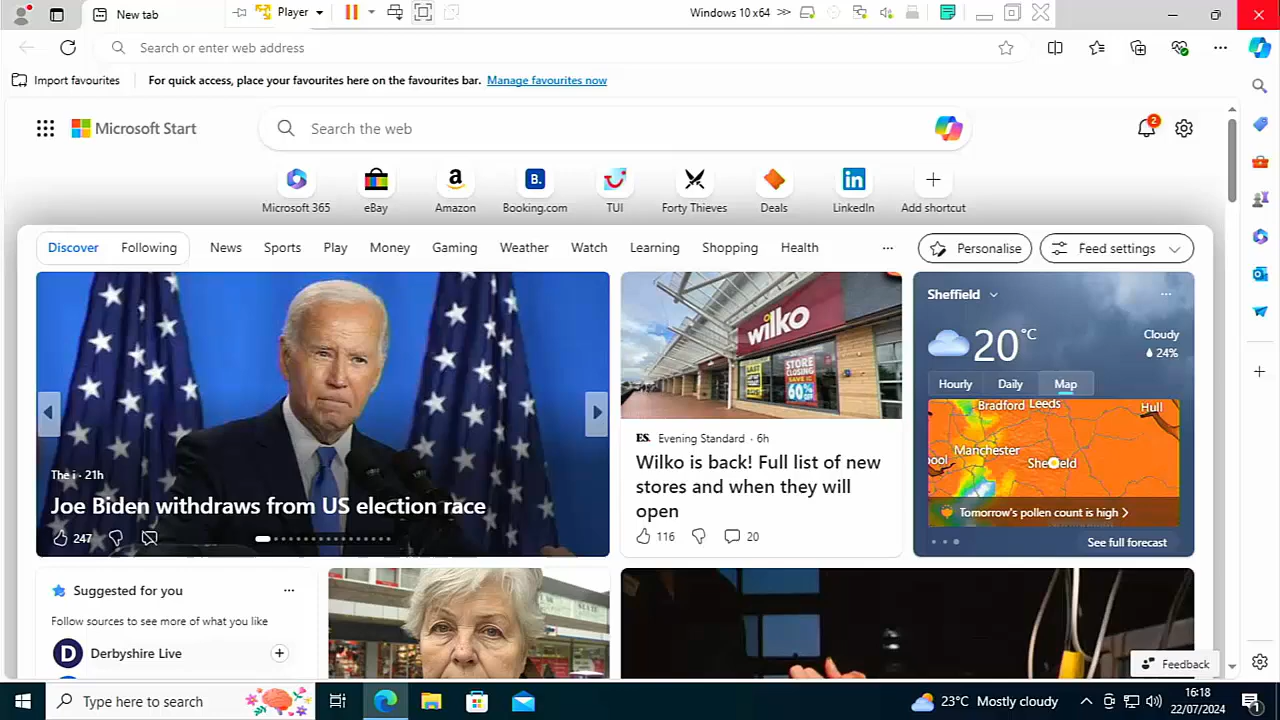 New tab
Player
Windows 10 x64
Search or enter web address
Import favourites
For quick access, place your favourites here on the favourites bar. Manage favourites now
Microsoft Start
Search the web
2
Microsoft 365
eBay
Amazon
B.
Booking.com
TUI
Forty Thieves
Deals
LinkedIn
Add shortcut
Discover
Following
News
Sports
Play
Money
Gaming
Weather
Watch
Learning
Shopping
Health
Personalise
Feed settings
The i · 21h
Joe Biden withdraws from US election race
247
wilko
STORE
CLOSING
60%
ES. Evening Standard · 6h
Wilko is back! Full list of new
stores and when they will
open
116
20
Sheffield
20 °C
Cloudy
24%
Hourly
Daily
Map
Bradford
Leeds
Hull
Manchester
pool
Sheffield
Tomorrow's pollen count is high
See full forecast
Suggested for you
Follow sources to see more of what you like
D Derbyshire Live
Feedback
Type here to search
23°C Mostly cloudy
16:18
22/07/2024
1